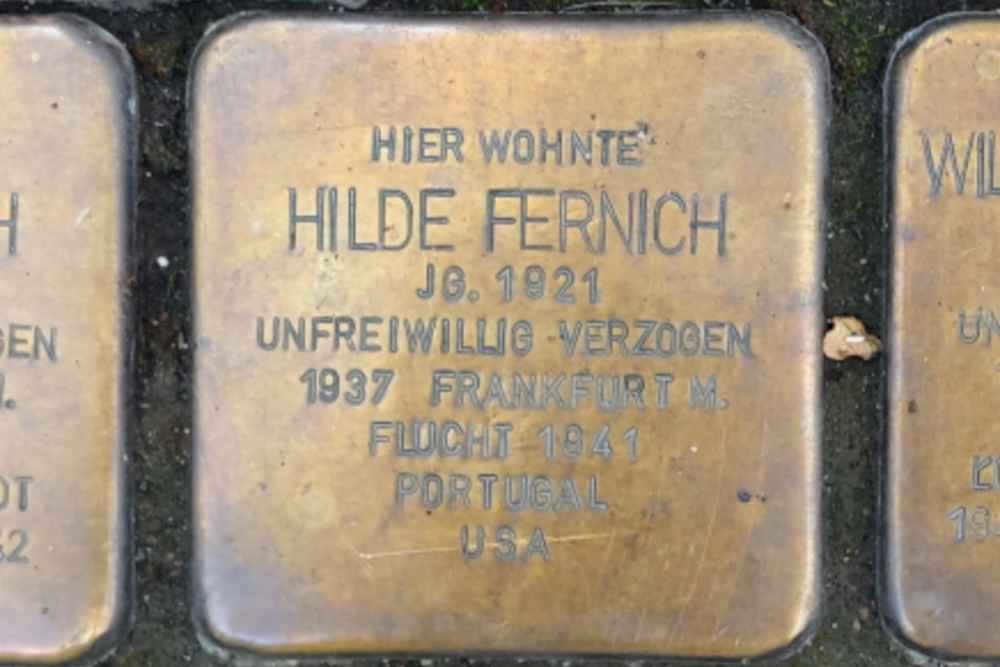 HIER WOHNTE
HILDE FERNICH
JG. 1921
UNFREIWILLIG VERZOGEN
1937 FRANKFURT M.
FLUCHT 1941
PORTUGAL
USA